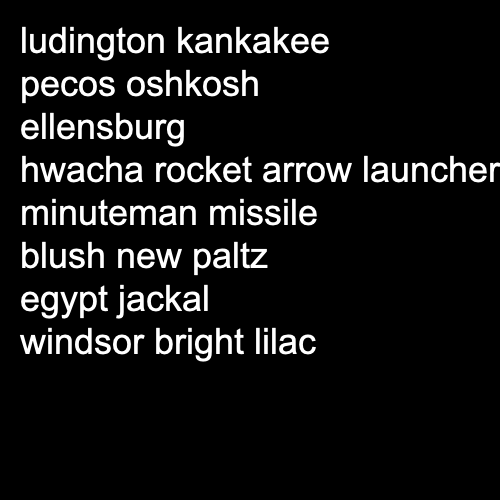 ludington kankakee
pecos oshkosh
ellensburg
hwacha rocket arrow launcher
minuteman missile
blush new paltz
egypt jackal
windsor bright lilac